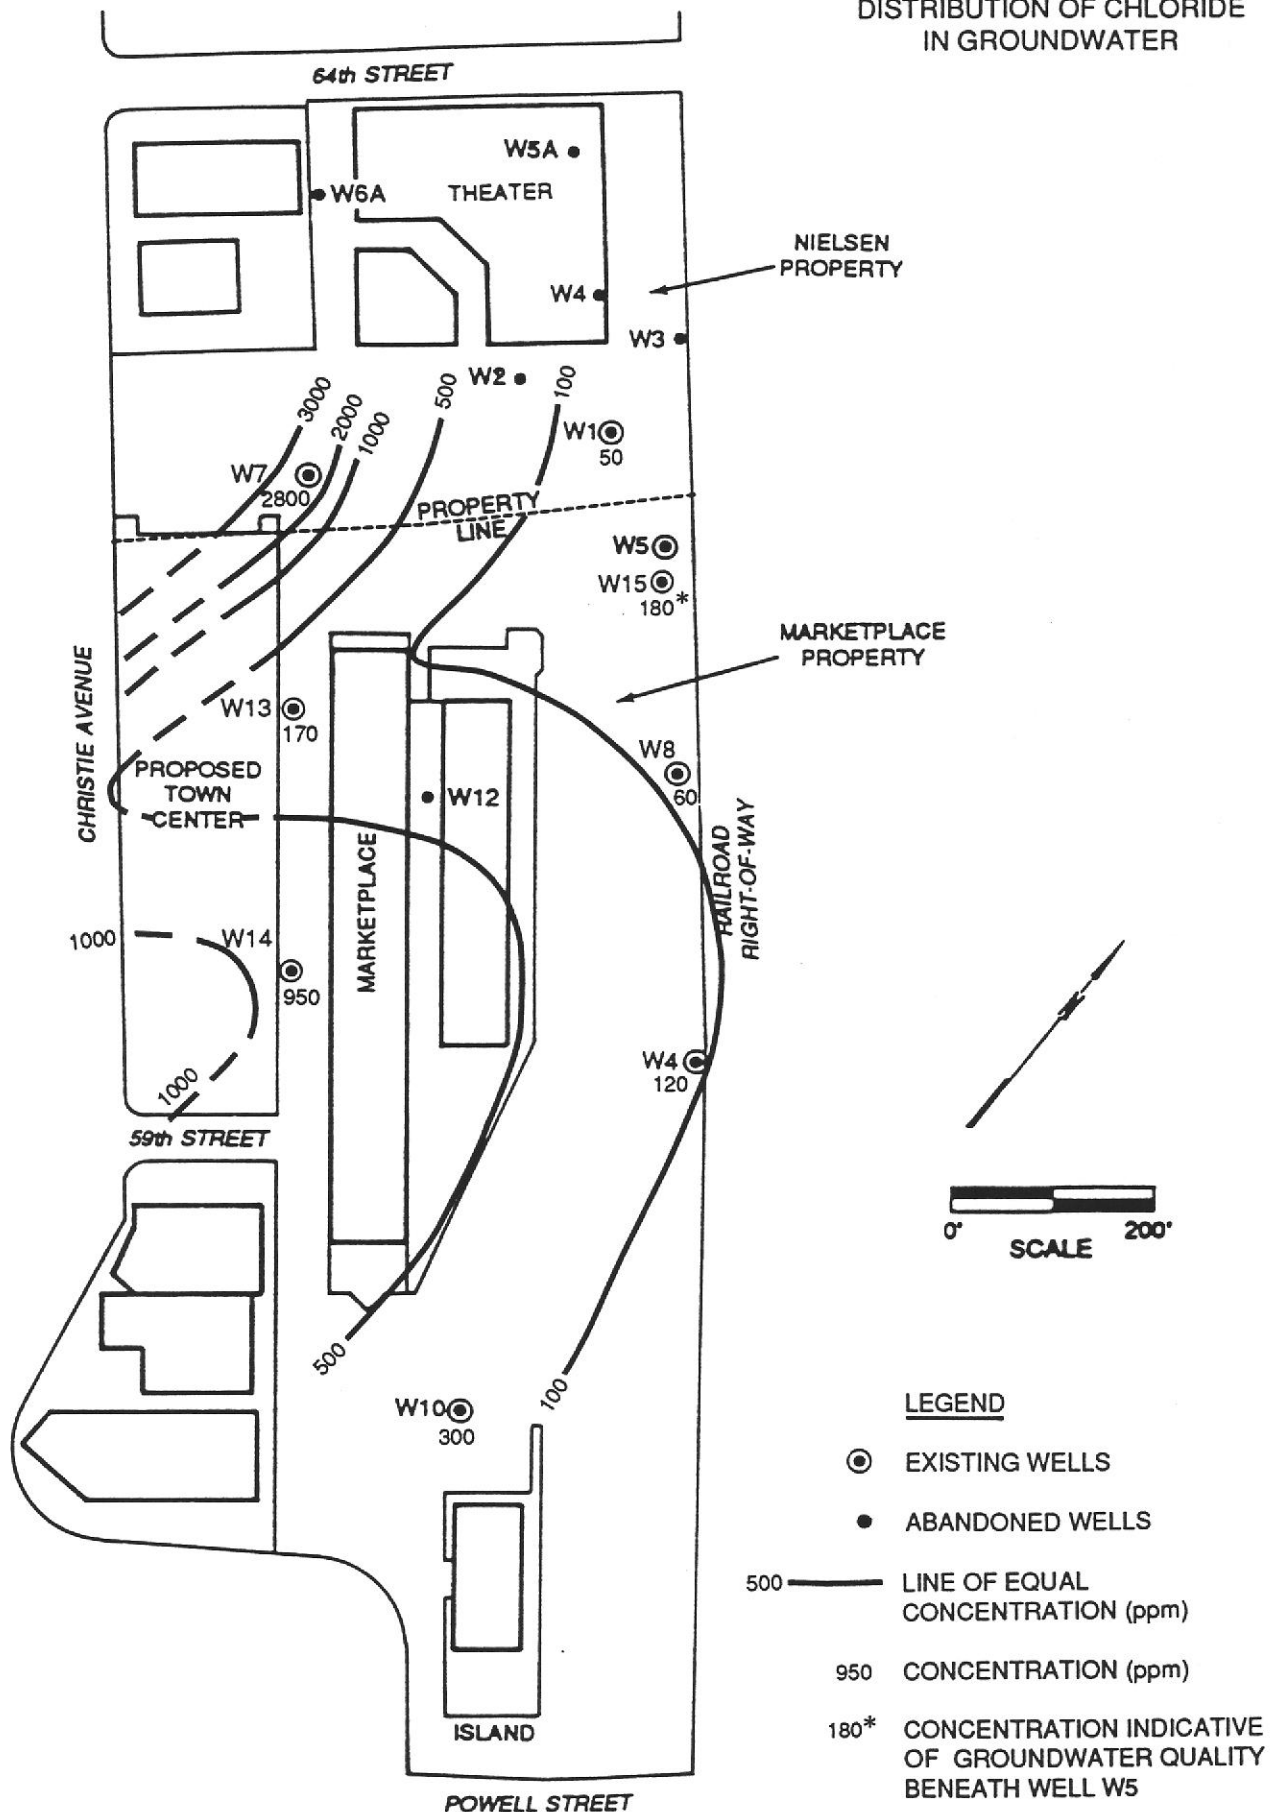 DISTRIBUTION OF CHLORIDE
IN GROUNDWATER
64th STREET
W5A
W6A
THEATER
NIELSEN
PROPERTY
W4
W3
W2
3000
2000
1000
500
100
W1
50
W7
2800
PROPERTY
LINE
W5
W15
180*
MARKETPLACE
PROPERTY
CHRISTIE AVENUE
W13
170
W8
60
PROPOSED
TOWN
CENTER
W12
MARKETPLACE
RAILROAD
RIGHT-OF-WAY
1000
W14
950
N
W4
120
1000
59th STREET
0'
200'
SCALE
500
100
W10
300
LEGEND
EXISTING WELLS
ABANDONED WELLS
500
LINE OF EQUAL
CONCENTRATION (ppm)
950
CONCENTRATION (ppm)
180*
CONCENTRATION INDICATIVE
OF GROUNDWATER QUALITY
BENEATH WELL W5
ISLAND
POWELL STREET